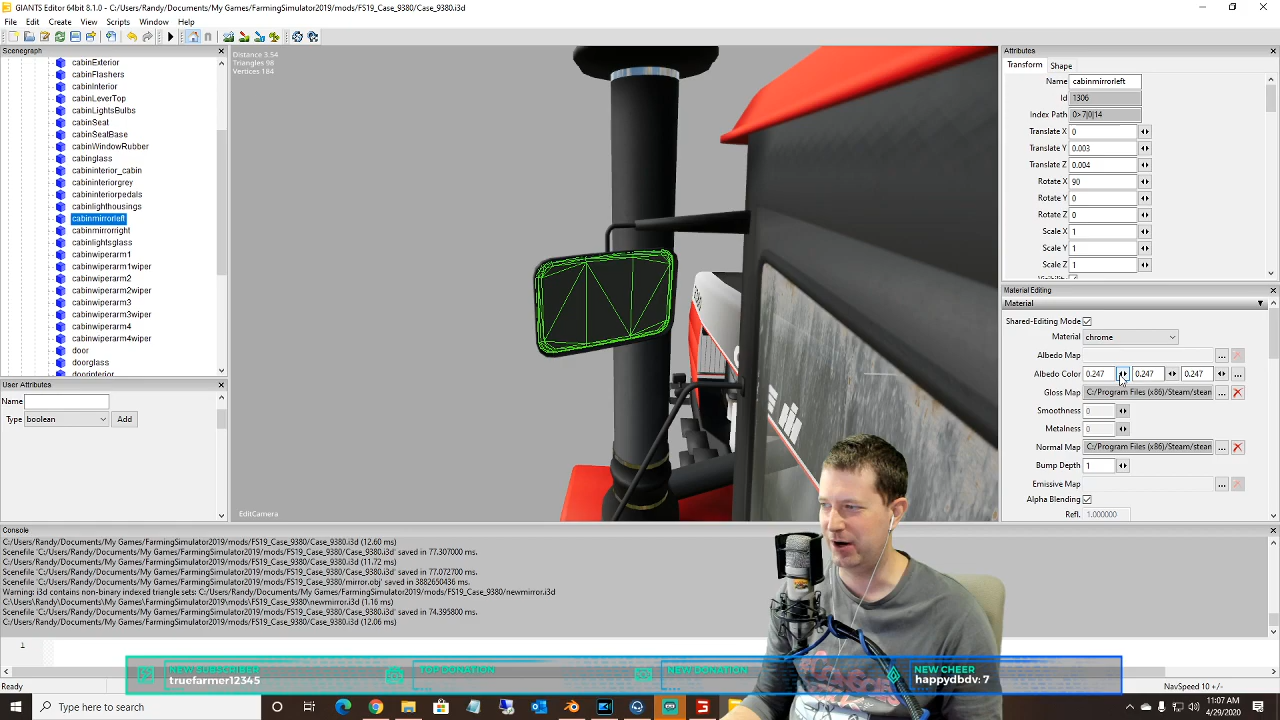 GIANTS Editor 64bit 8.1.0 - C:/Users/Randy/Documents/My Games/FarmingSimulator2019/mods/FS19_Case_9380/Case_9380.i3d
File Edit Create View Scripts Window Help
Scenegraph
cabinExterior
cabinFlashers
cabinInterior
cabinLeverTop
cabinLightsBulbs
cabinSeat
cabinSeatBase
cabinWindowRubber
cabinglass
cabininterior_cabin
cabininteriorgrey
cabininteriorpedals
cabinlighthousings
cabinmirrorleft
cabinmirrorright
cabinlightsglass
cabinwiperarm1
cabinwiperarm1wiper
cabinwiperarm2
cabinwiperarm2wiper
cabinwiperarm3
cabinwiperarm3wiper
cabinwiperarm4
cabinwiperarm4wiper
door
doorglass
doorinterior
User Attributes
Name
Type boolean Add
Distance 3.54
Triangles 98
Vertices 184
EditCamera
Attributes
Transform Shape
Name cabinmirrorleft
Id 1306
Index Path 0>7|0|14
Translate X 0
Translate Y 0.003
Translate Z 0.004
Rotate X 90
Rotate Y 0
Rotate Z 0
Scale X 1
Scale Y 1
Scale Z 1
Material Editing
Material
Shared-Editing Mode
Material chrome
Albedo Map ...
Albedo Color 0.247 0.247 0.247 ...
Gloss Map C:/Program Files (x86)/Steam/stean ...
Smoothness 0
Metalness 0
Normal Map C:/Program Files (x86)/Steam/stean ...
Bump Depth 1
Emissive Map ...
Alpha Blending
Refl. 1.000000
Console
C:/Users/Randy/Documents/My Games/FarmingSimulator2019/mods/FS19_Case_9380/Case_9380.i3d (12.60 ms)
Scenefile 'C:/Users/Randy/Documents/My Games/FarmingSimulator2019/mods/FS19_Case_9380/Case_9380.i3d' saved in 77.307000 ms.
C:/Users/Randy/Documents/My Games/FarmingSimulator2019/mods/FS19_Case_9380/Case_9380.i3d (11.72 ms)
Scenefile 'C:/Users/Randy/Documents/My Games/FarmingSimulator2019/mods/FS19_Case_9380/Case_9380.i3d' saved in 77.072700 ms.
Scenefile 'C:/Users/Randy/Documents/My Games/FarmingSimulator2019/mods/FS19_Case_9380/mirror.obj' saved in 3882650436 ms.
Warning: i3d contains non-binary indexed triangle sets: C:/Users/Randy/Documents/My Games/FarmingSimulator2019/mods/FS19_Case_9380/newmirror.i3d
C:/Users/Randy/Documents/My Games/FarmingSimulator2019/mods/FS19_Case_9380/newmirror.i3d (1.16 ms)
Scenefile 'C:/Users/Randy/Documents/My Games/FarmingSimulator2019/mods/FS19_Case_9380/Case_9380.i3d' saved in 74.395800 ms.
C:/Users/Randy/Documents/My Games/FarmingSimulator2019/mods/FS19_Case_9380/Case_9380.i3d (12.06 ms)
1
NEW SUBSCRIBER
truefarmer12345
TOP DONATION
NEW DONATION
NEW CHEER
happydbdv: 7
Ready
NavSpeed 10 +/-
Type here to search
11:07 AM
4/29/2020